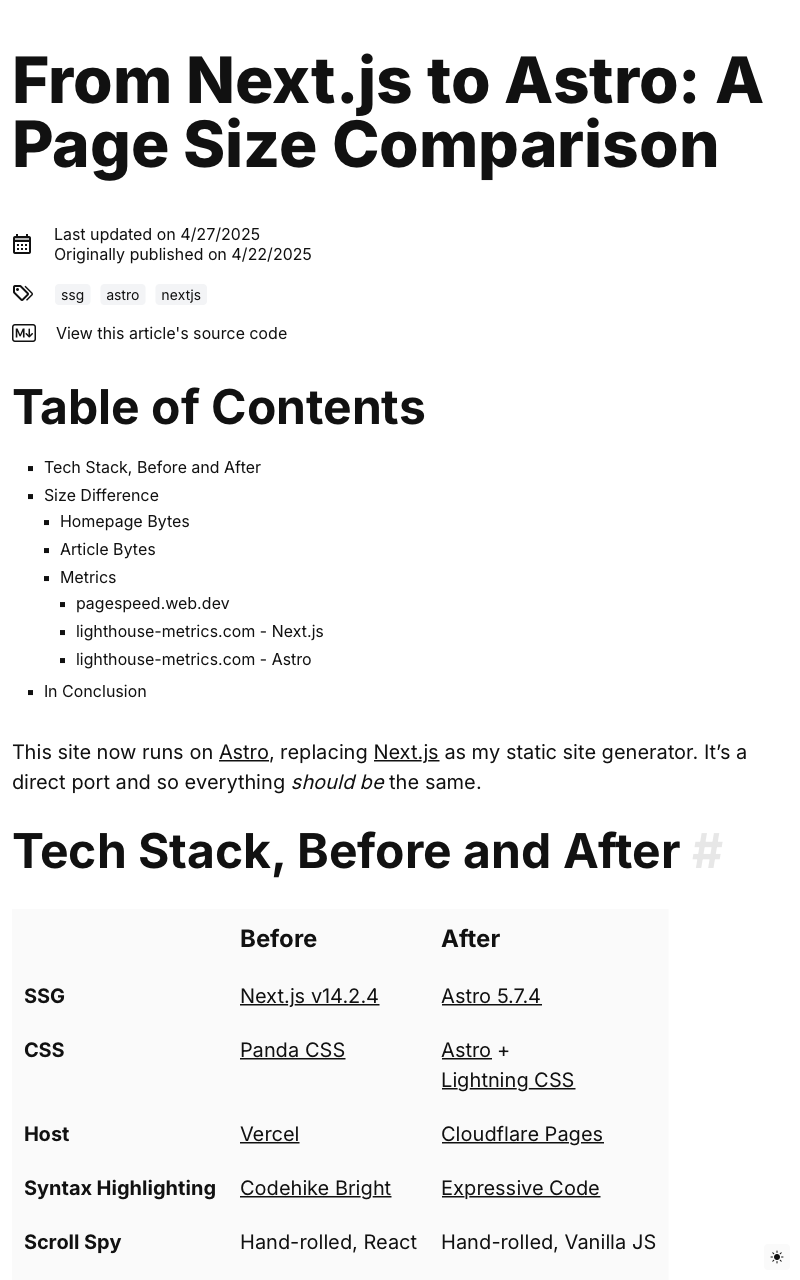 From Next.js to Astro: A
Page Size Comparison
Last updated on 4/27/2025
Originally published on 4/22/2025
ssg astro nextjs
View this article's source code
Table of Contents
Tech Stack, Before and After
Size Difference
Homepage Bytes
Article Bytes
Metrics
pagespeed.web.dev
lighthouse-metrics.com - Next.js
lighthouse-metrics.com - Astro
In Conclusion
This site now runs on Astro, replacing Next.js as my static site generator. It’s a
direct port and so everything should be the same.
Tech Stack, Before and After #
Before After
SSG Next.js v14.2.4 Astro 5.7.4
CSS Panda CSS Astro +
Lightning CSS
Host Vercel Cloudflare Pages
Syntax Highlighting Codehike Bright Expressive Code
Scroll Spy Hand-rolled, React Hand-rolled, Vanilla JS